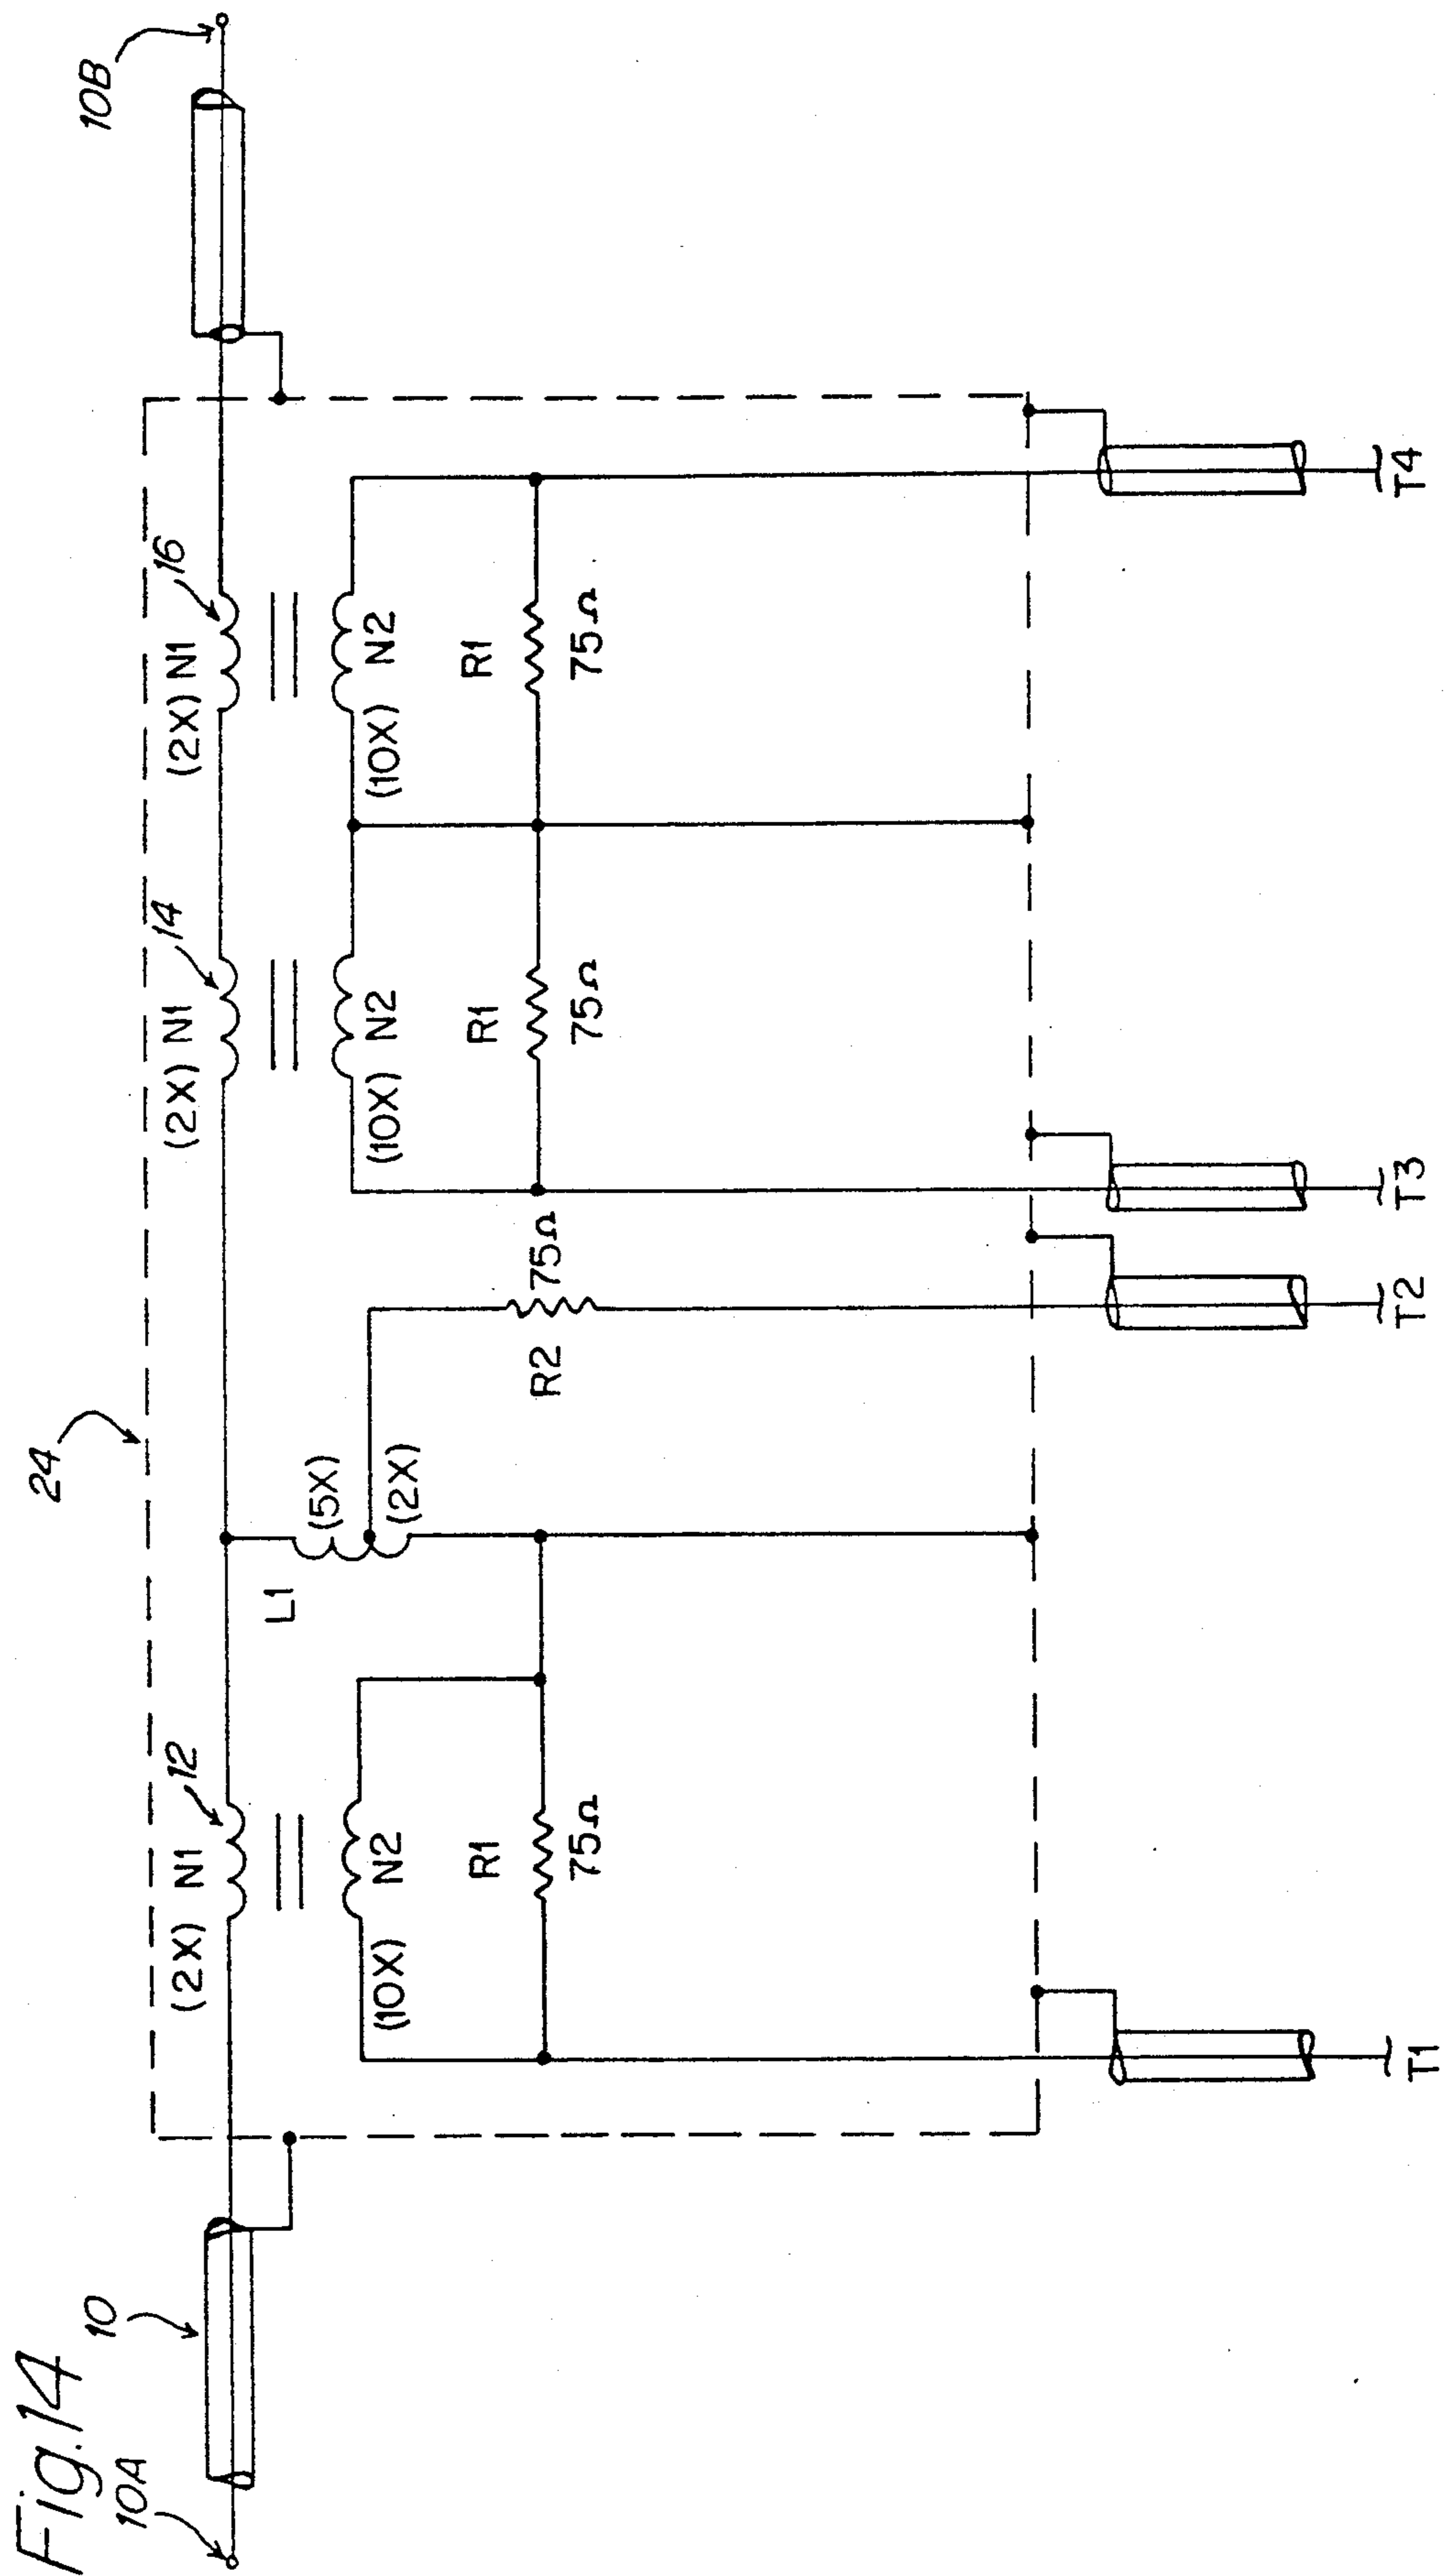 Fig.14
10A
10
24
10B
(2X) N1
12
(2X) N1
14
(2X) N1
16
L1
(5X)
(2X)
N2
(10X)
(10X) N2
N2
(10X)
R1
75Ω
R2
75Ω
R1
75Ω
R1
75Ω
T1
T2
T3
T4